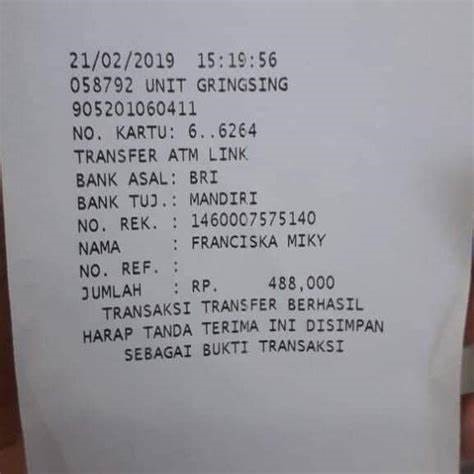 21/02/2019 15:19:56
058792 UNIT GRINGSING
905201060411
NO. KARTU: 6..6264
TRANSFER ATM LINK
BANK ASAL: BRI
BANK TUJ.: MANDIRI
NO. REK. : 1460007575140
NAMA : FRANCISKA MIKY
NO. REF. :
JUMLAH : RP. 488,000
TRANSAKSI TRANSFER BERHASIL
HARAP TANDA TERIMA INI DISIMPAN
SEBAGAI BUKTI TRANSAKSI